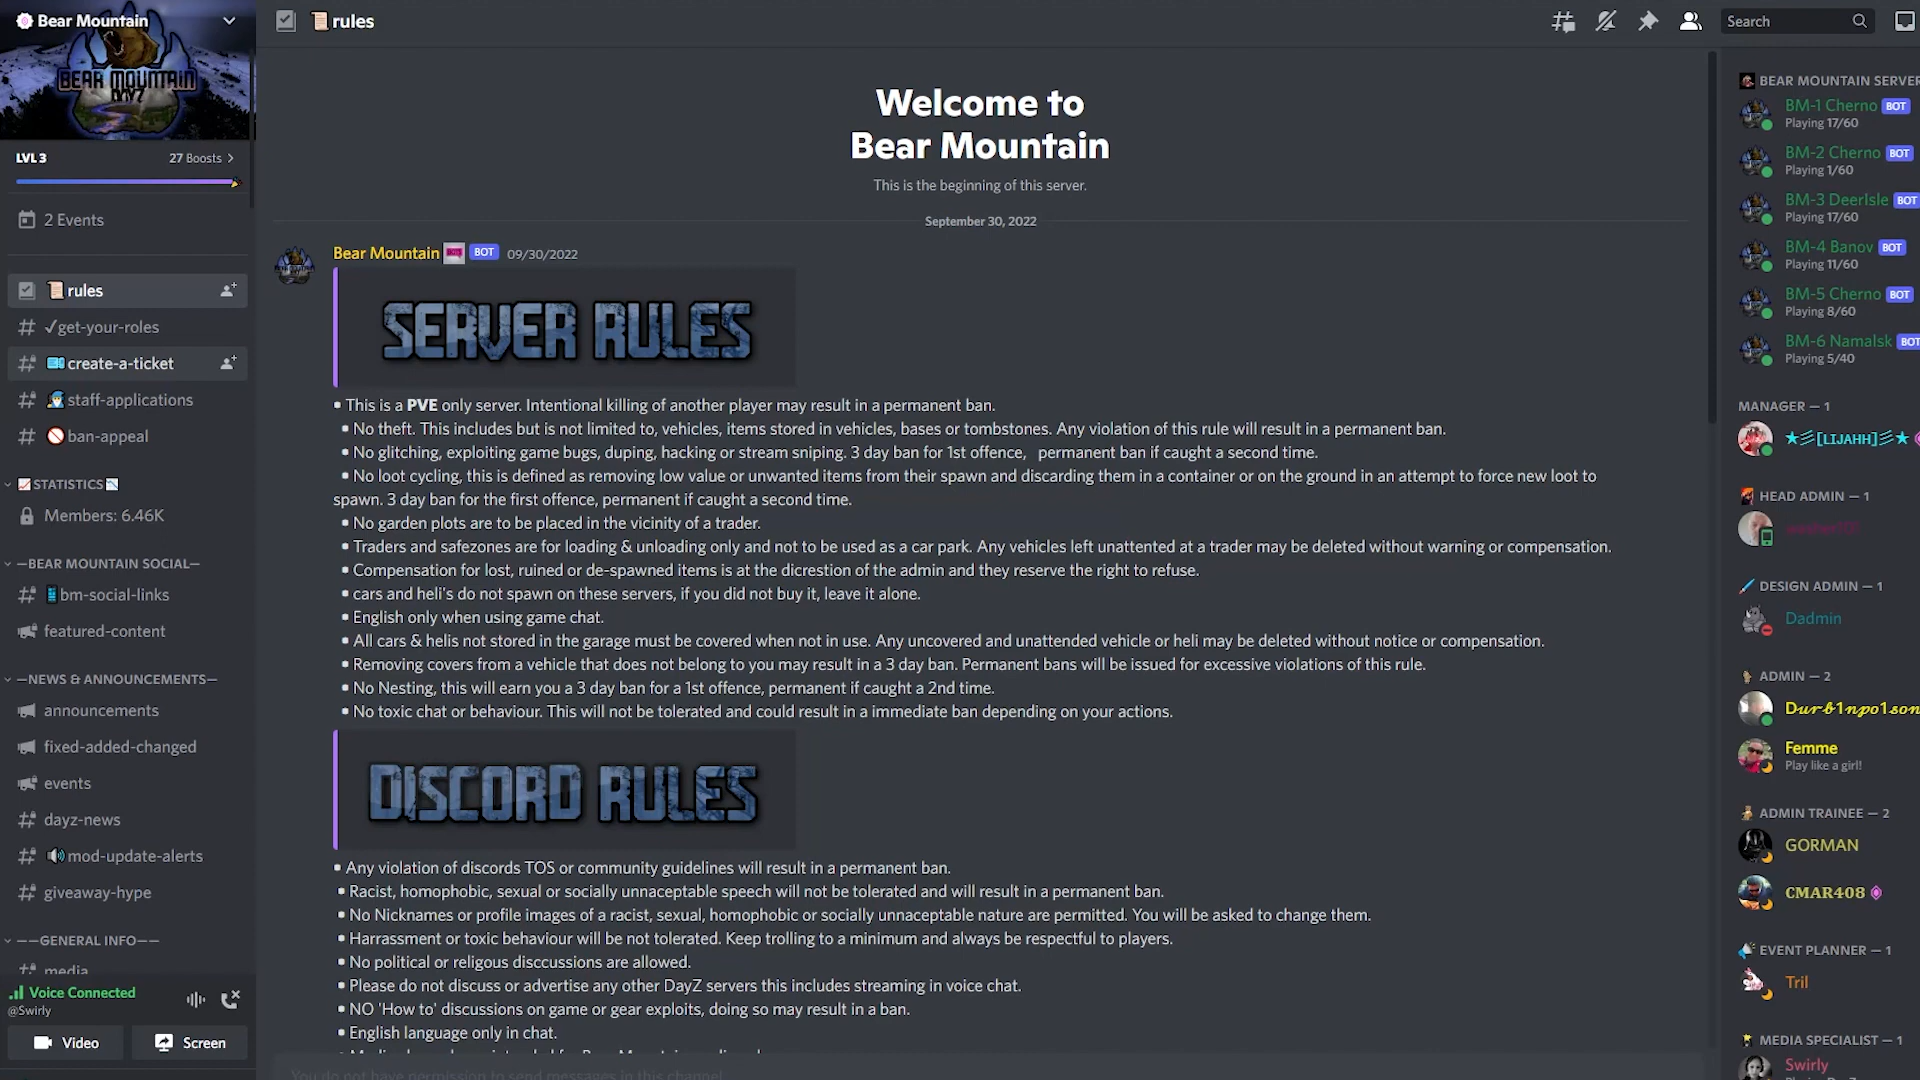 Bear Mountain
BEAR MOUNTAIN
DAYZ
LVL 3
27 Boosts
2 Events
rules
✓get-your-roles
create-a-ticket
staff-applications
ban-appeal
STATISTICS
Members: 6.46K
—BEAR MOUNTAIN SOCIAL—
bm-social-links
featured-content
—NEWS & ANNOUNCEMENTS—
announcements
fixed-added-changed
events
dayz-news
mod-update-alerts
giveaway-hype
——GENERAL INFO——
media
Voice Connected
@Swirly
Video
Screen
rules
Search
Welcome to
Bear Mountain
This is the beginning of this server.
September 30, 2022
Bear Mountain BOT 09/30/2022
SERVER RULES
▪ This is a PVE only server. Intentional killing of another player may result in a permanent ban.
▪ No theft. This includes but is not limited to, vehicles, items stored in vehicles, bases or tombstones. Any violation of this rule will result in a permanent ban.
▪ No glitching, exploiting game bugs, duping, hacking or stream sniping. 3 day ban for 1st offence, permanent ban if caught a second time.
▪ No loot cycling, this is defined as removing low value or unwanted items from their spawn and discarding them in a container or on the ground in an attempt to force new loot to
spawn. 3 day ban for the first offence, permanent if caught a second time.
▪ No garden plots are to be placed in the vicinity of a trader.
▪ Traders and safezones are for loading & unloading only and not to be used as a car park. Any vehicles left unattented at a trader may be deleted without warning or compensation.
▪ Compensation for lost, ruined or de-spawned items is at the dicrestion of the admin and they reserve the right to refuse.
▪ cars and heli's do not spawn on these servers, if you did not buy it, leave it alone.
▪ English only when using game chat.
▪ All cars & helis not stored in the garage must be covered when not in use. Any uncovered and unattended vehicle or heli may be deleted without notice or compensation.
▪ Removing covers from a vehicle that does not belong to you may result in a 3 day ban. Permanent bans will be issued for excessive violations of this rule.
▪ No Nesting, this will earn you a 3 day ban for a 1st offence, permanent if caught a 2nd time.
▪ No toxic chat or behaviour. This will not be tolerated and could result in a immediate ban depending on your actions.
DISCORD RULES
▪ Any violation of discords TOS or community guidelines will result in a permanent ban.
▪ Racist, homophobic, sexual or socially unnaceptable speech will not be tolerated and will result in a permanent ban.
▪ No Nicknames or profile images of a racist, sexual, homophobic or socially unnaceptable nature are permitted. You will be asked to change them.
▪ Harrassment or toxic behaviour will be not tolerated. Keep trolling to a minimum and always be respectful to players.
▪ No political or religous disccussions are allowed.
▪ Please do not discuss or advertise any other DayZ servers this includes streaming in voice chat.
▪ NO 'How to' discussions on game or gear exploits, doing so may result in a ban.
▪ English language only in chat.
You do not have permission to send messages in this channel.
BEAR MOUNTAIN SERVER
BM-1 Cherno BOT
Playing 17/60
BM-2 Cherno BOT
Playing 1/60
BM-3 DeerIsle BOT
Playing 17/60
BM-4 Banov BOT
Playing 11/60
BM-5 Cherno BOT
Playing 8/60
BM-6 Namalsk BOT
Playing 5/40
MANAGER — 1
★彡[LIJAHH]彡★
HEAD ADMIN — 1
DESIGN ADMIN — 1
Dadmin
ADMIN — 2
D𝓾𝓻𝓫1𝓷𝓹𝓸1𝓼𝓸𝓷
Femme
Play like a girl!
ADMIN TRAINEE — 2
GORMAN
CMAR408
EVENT PLANNER — 1
Tril
MEDIA SPECIALIST — 1
Swirly